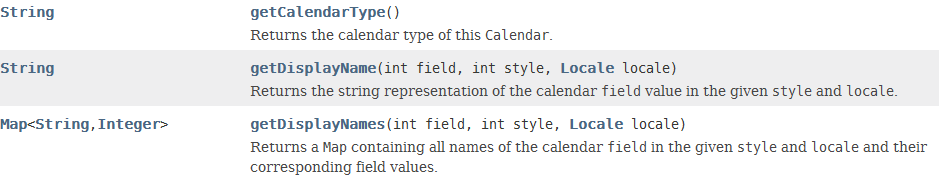 String getCalendarType()
Returns the calendar type of this Calendar.
String getDisplayName(int field, int style, Locale locale)
Returns the string representation of the calendar field value in the given style and locale.
Map<String,Integer> getDisplayNames(int field, int style, Locale locale)
Returns a Map containing all names of the calendar field in the given style and locale and their
corresponding field values.